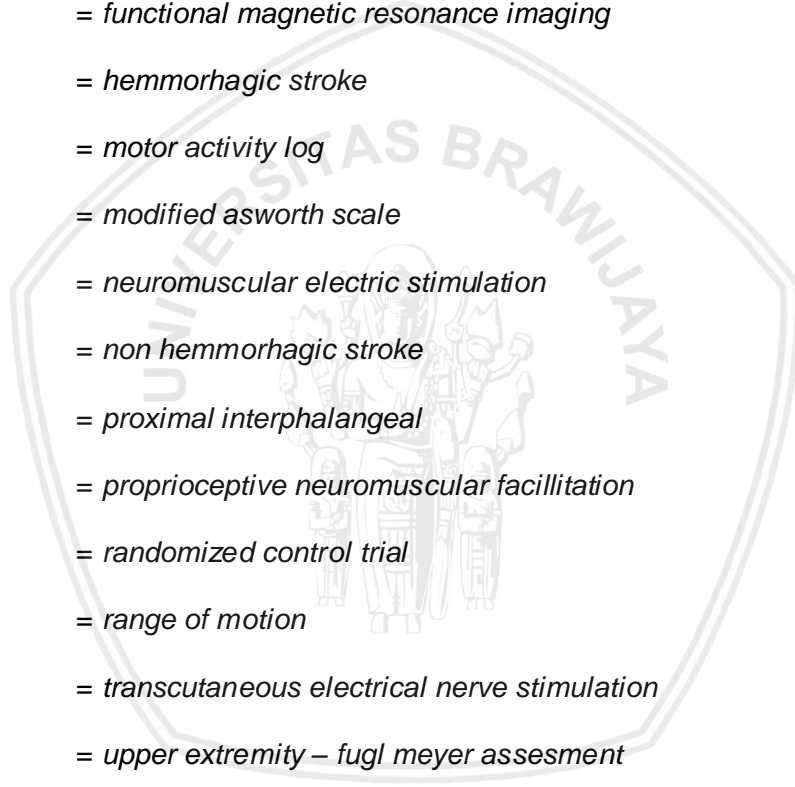 = functional magnetic resonance imaging
= hemmorhagic stroke
= motor activity log
= modified asworth scale
= neuromuscular electric stimulation
= non hemmorhagic stroke
= proximal interphalangeal
= proprioceptive neuromuscular facillitation
= randomized control trial
= range of motion
= transcutaneous electrical nerve stimulation
= upper extremity – fugl meyer assesment
UNIVERSITAS BRAWIJAYA